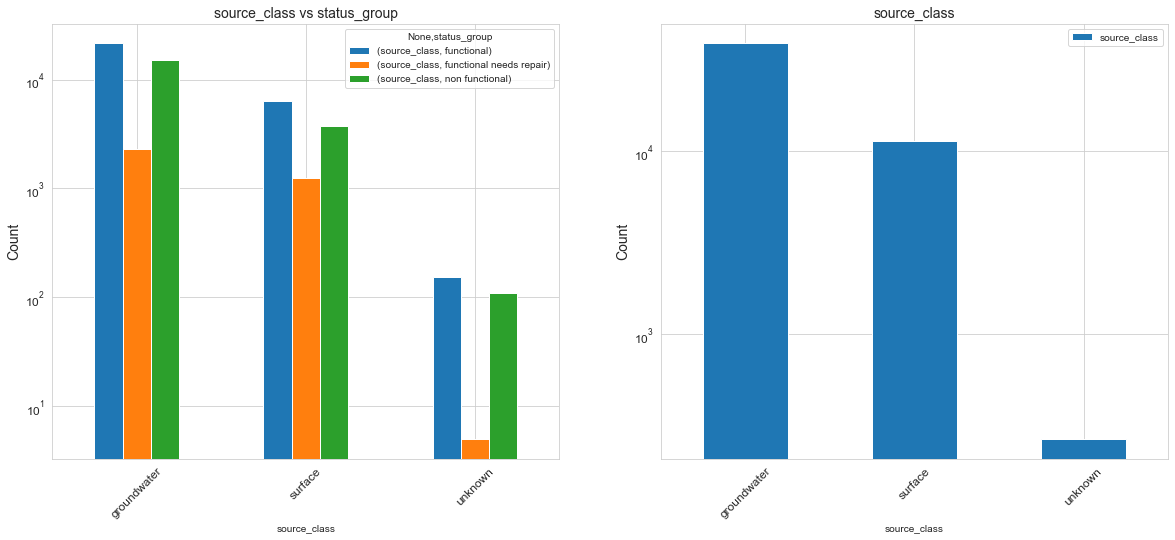 source_class vs status_group
None,status_group
(source_class, functional)
(source_class, functional needs repair)
(source_class, non functional)
Count
10^4
10^3
10^2
10^1
groundwater
surface
unknown
source_class
source_class
source_class
Count
10^4
10^3
groundwater
surface
unknown
source_class